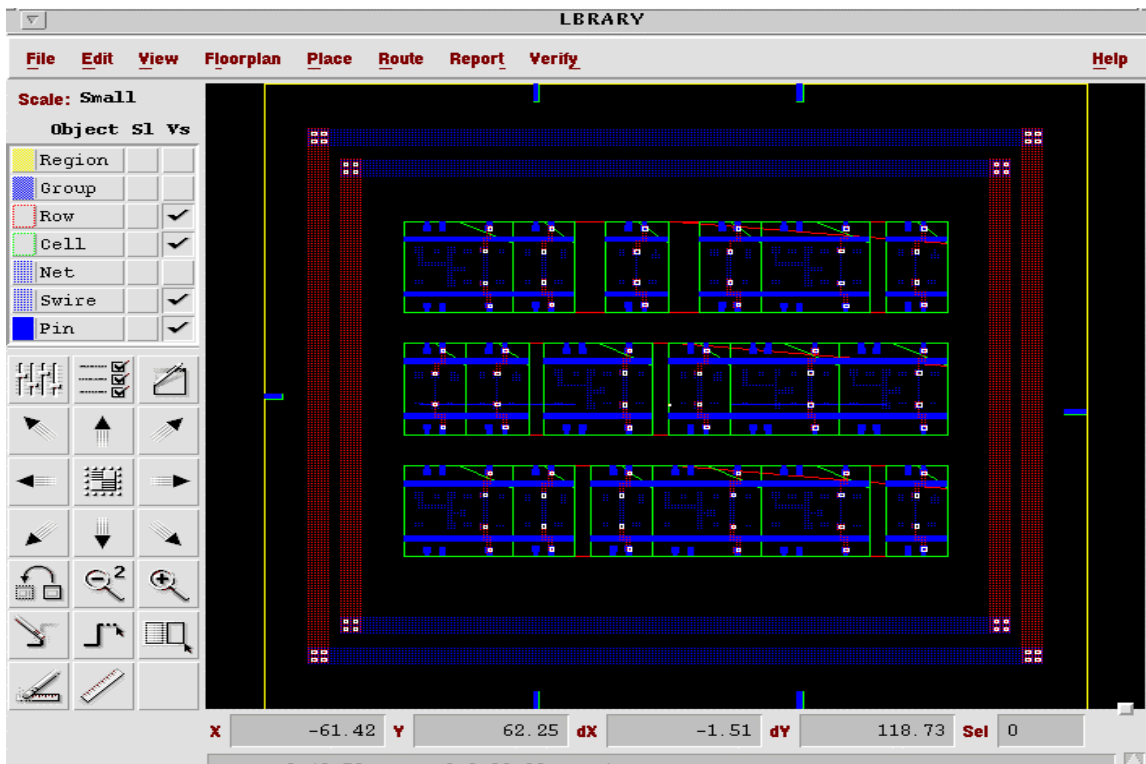 LBRARY
File Edit View Floorplan Place Route Report Verify Help
Scale: Small
Object Sl Vs
Region
Group
Row
Cell
Net
Swire
Pin
2
X -61.42 Y 62.25 dX -1.51 dY 118.73 Sel 0